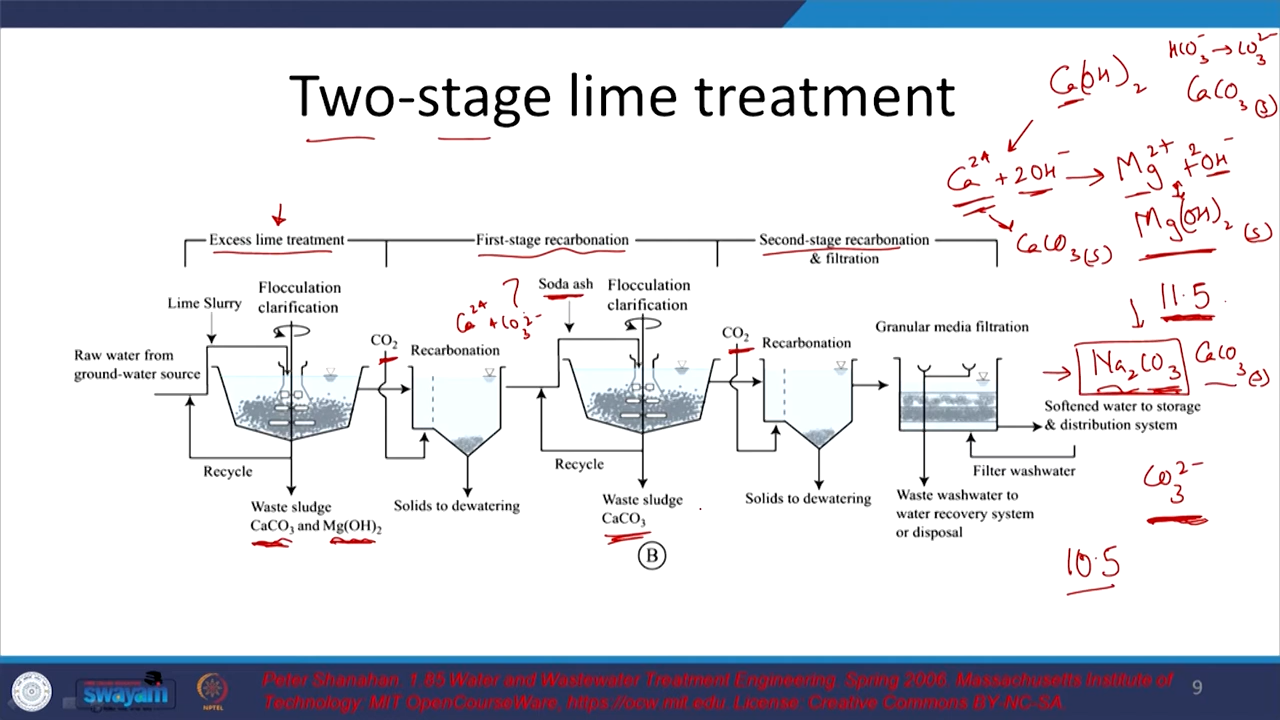 Two-stage lime treatment
Ca(OH)₂
HCO₃⁻ → CO₃²⁻
CaCO₃(s)
Ca²⁺ + 2OH⁻ → Mg²⁺ + 2OH⁻
Mg(OH)₂ (s)
CaCO₃(s)
11.5
Na₂CO₃
CaCO₃(s)
CO₃²⁻
10.5
Excess lime treatment
First-stage recarbonation
Second-stage recarbonation
& filtration
Lime Slurry
Flocculation
clarification
Raw water from
ground-water source
CO₂
Recarbonation
Ca²⁺ + CO₃²⁻
?
Soda ash
Flocculation
clarification
CO₂
Recarbonation
Granular media filtration
Softened water to storage
& distribution system
Recycle
Waste sludge
CaCO₃ and Mg(OH)₂
Solids to dewatering
Recycle
Waste sludge
CaCO₃
Solids to dewatering
Filter washwater
Waste washwater to
water recovery system
or disposal
B
swayam
NPTEL
Peter Shanahan. 1.85 Water and Wastewater Treatment Engineering. Spring 2006. Massachusetts Institute of
Technology: MIT OpenCourseWare, https://ocw.mit.edu. License: Creative Commons BY-NC-SA.
9